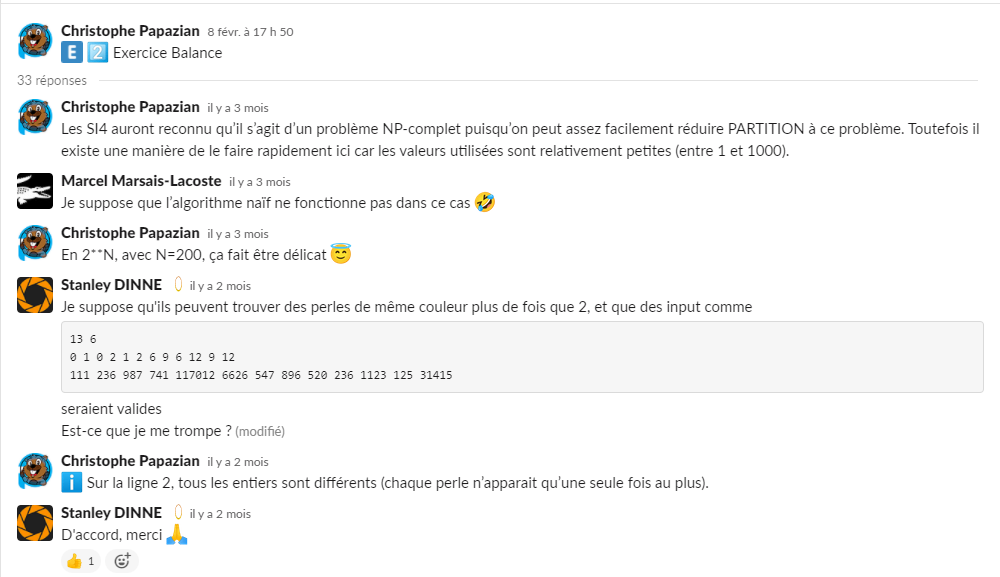 Christophe Papazian 8 févr. à 17 h 50
E 2 Exercice Balance
33 réponses
Christophe Papazian il y a 3 mois
Les SI4 auront reconnu qu'il s'agit d'un problème NP-complet puisqu'on peut assez facilement réduire PARTITION à ce problème. Toutefois il
existe une manière de le faire rapidement ici car les valeurs utilisées sont relativement petites (entre 1 et 1000).
Marcel Marsais-Lacoste il y a 3 mois
Je suppose que l'algorithme naïf ne fonctionne pas dans ce cas 🤣
Christophe Papazian il y a 3 mois
En 2**N, avec N=200, ça fait être délicat 😇
Stanley DINNE il y a 2 mois
Je suppose qu'ils peuvent trouver des perles de même couleur plus de fois que 2, et que des input comme
13 6
0 1 0 2 1 2 6 9 6 12 9 12
111 236 987 741 117012 6626 547 896 520 236 1123 125 31415
seraient valides
Est-ce que je me trompe ? (modifié)
Christophe Papazian il y a 2 mois
ℹ️ Sur la ligne 2, tous les entiers sont différents (chaque perle n'apparait qu'une seule fois au plus).
Stanley DINNE il y a 2 mois
D'accord, merci 🙏
👍 1